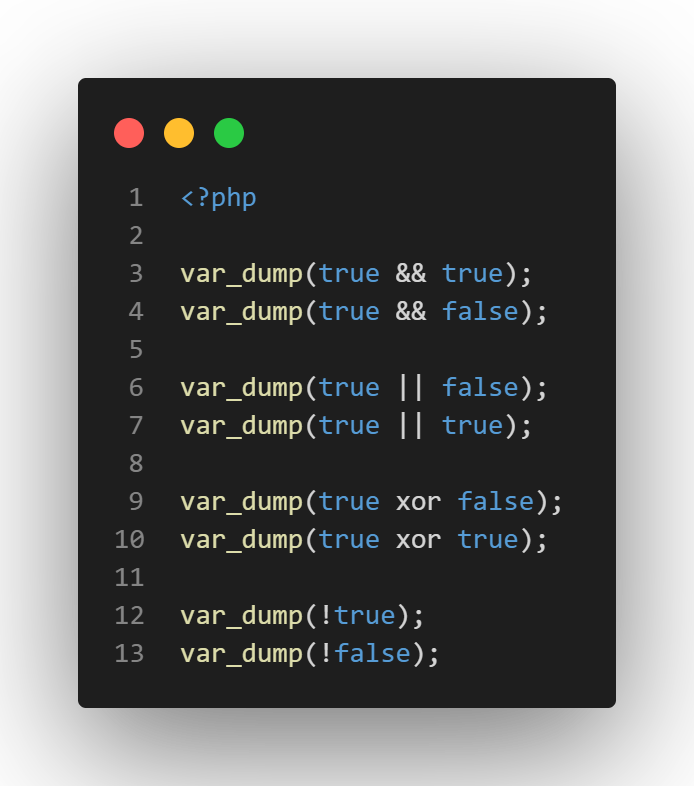 1 <?php
2
3 var_dump(true && true);
4 var_dump(true && false);
5
6 var_dump(true || false);
7 var_dump(true || true);
8
9 var_dump(true xor false);
10 var_dump(true xor true);
11
12 var_dump(!true);
13 var_dump(!false);